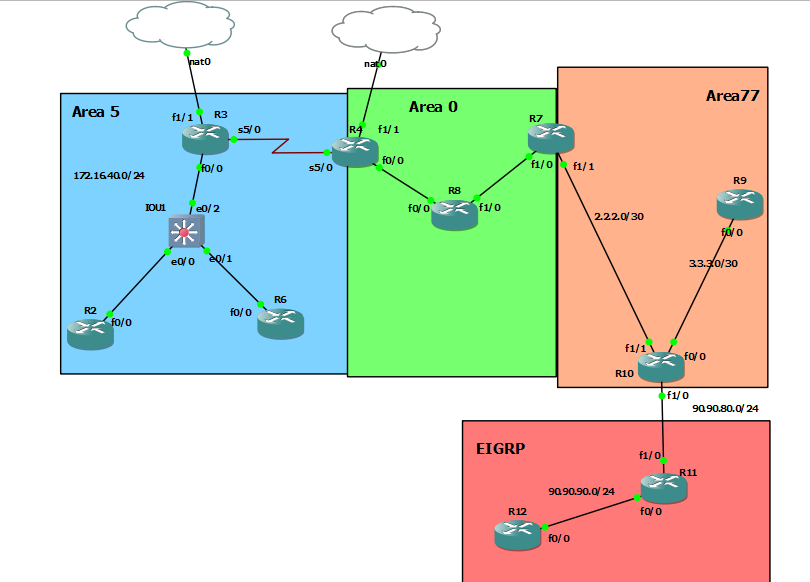 nat0
nat0
Area 5
Area 0
Area77
f1/1
R3
s5/0
R4
f1/1
s5/0
f0/0
R7
f1/0
f1/1
172.16.40.0/24
f0/0
R8
f0/0
f1/0
R9
f0/0
IOU1
e0/2
e0/0
e0/1
2.2.2.0/30
3.3.3.0/30
R2
f0/0
f0/0
R6
f1/1
f0/0
R10
f1/0
90.90.80.0/24
EIGRP
f1/0
R11
90.90.90.0/24
f0/0
R12
f0/0